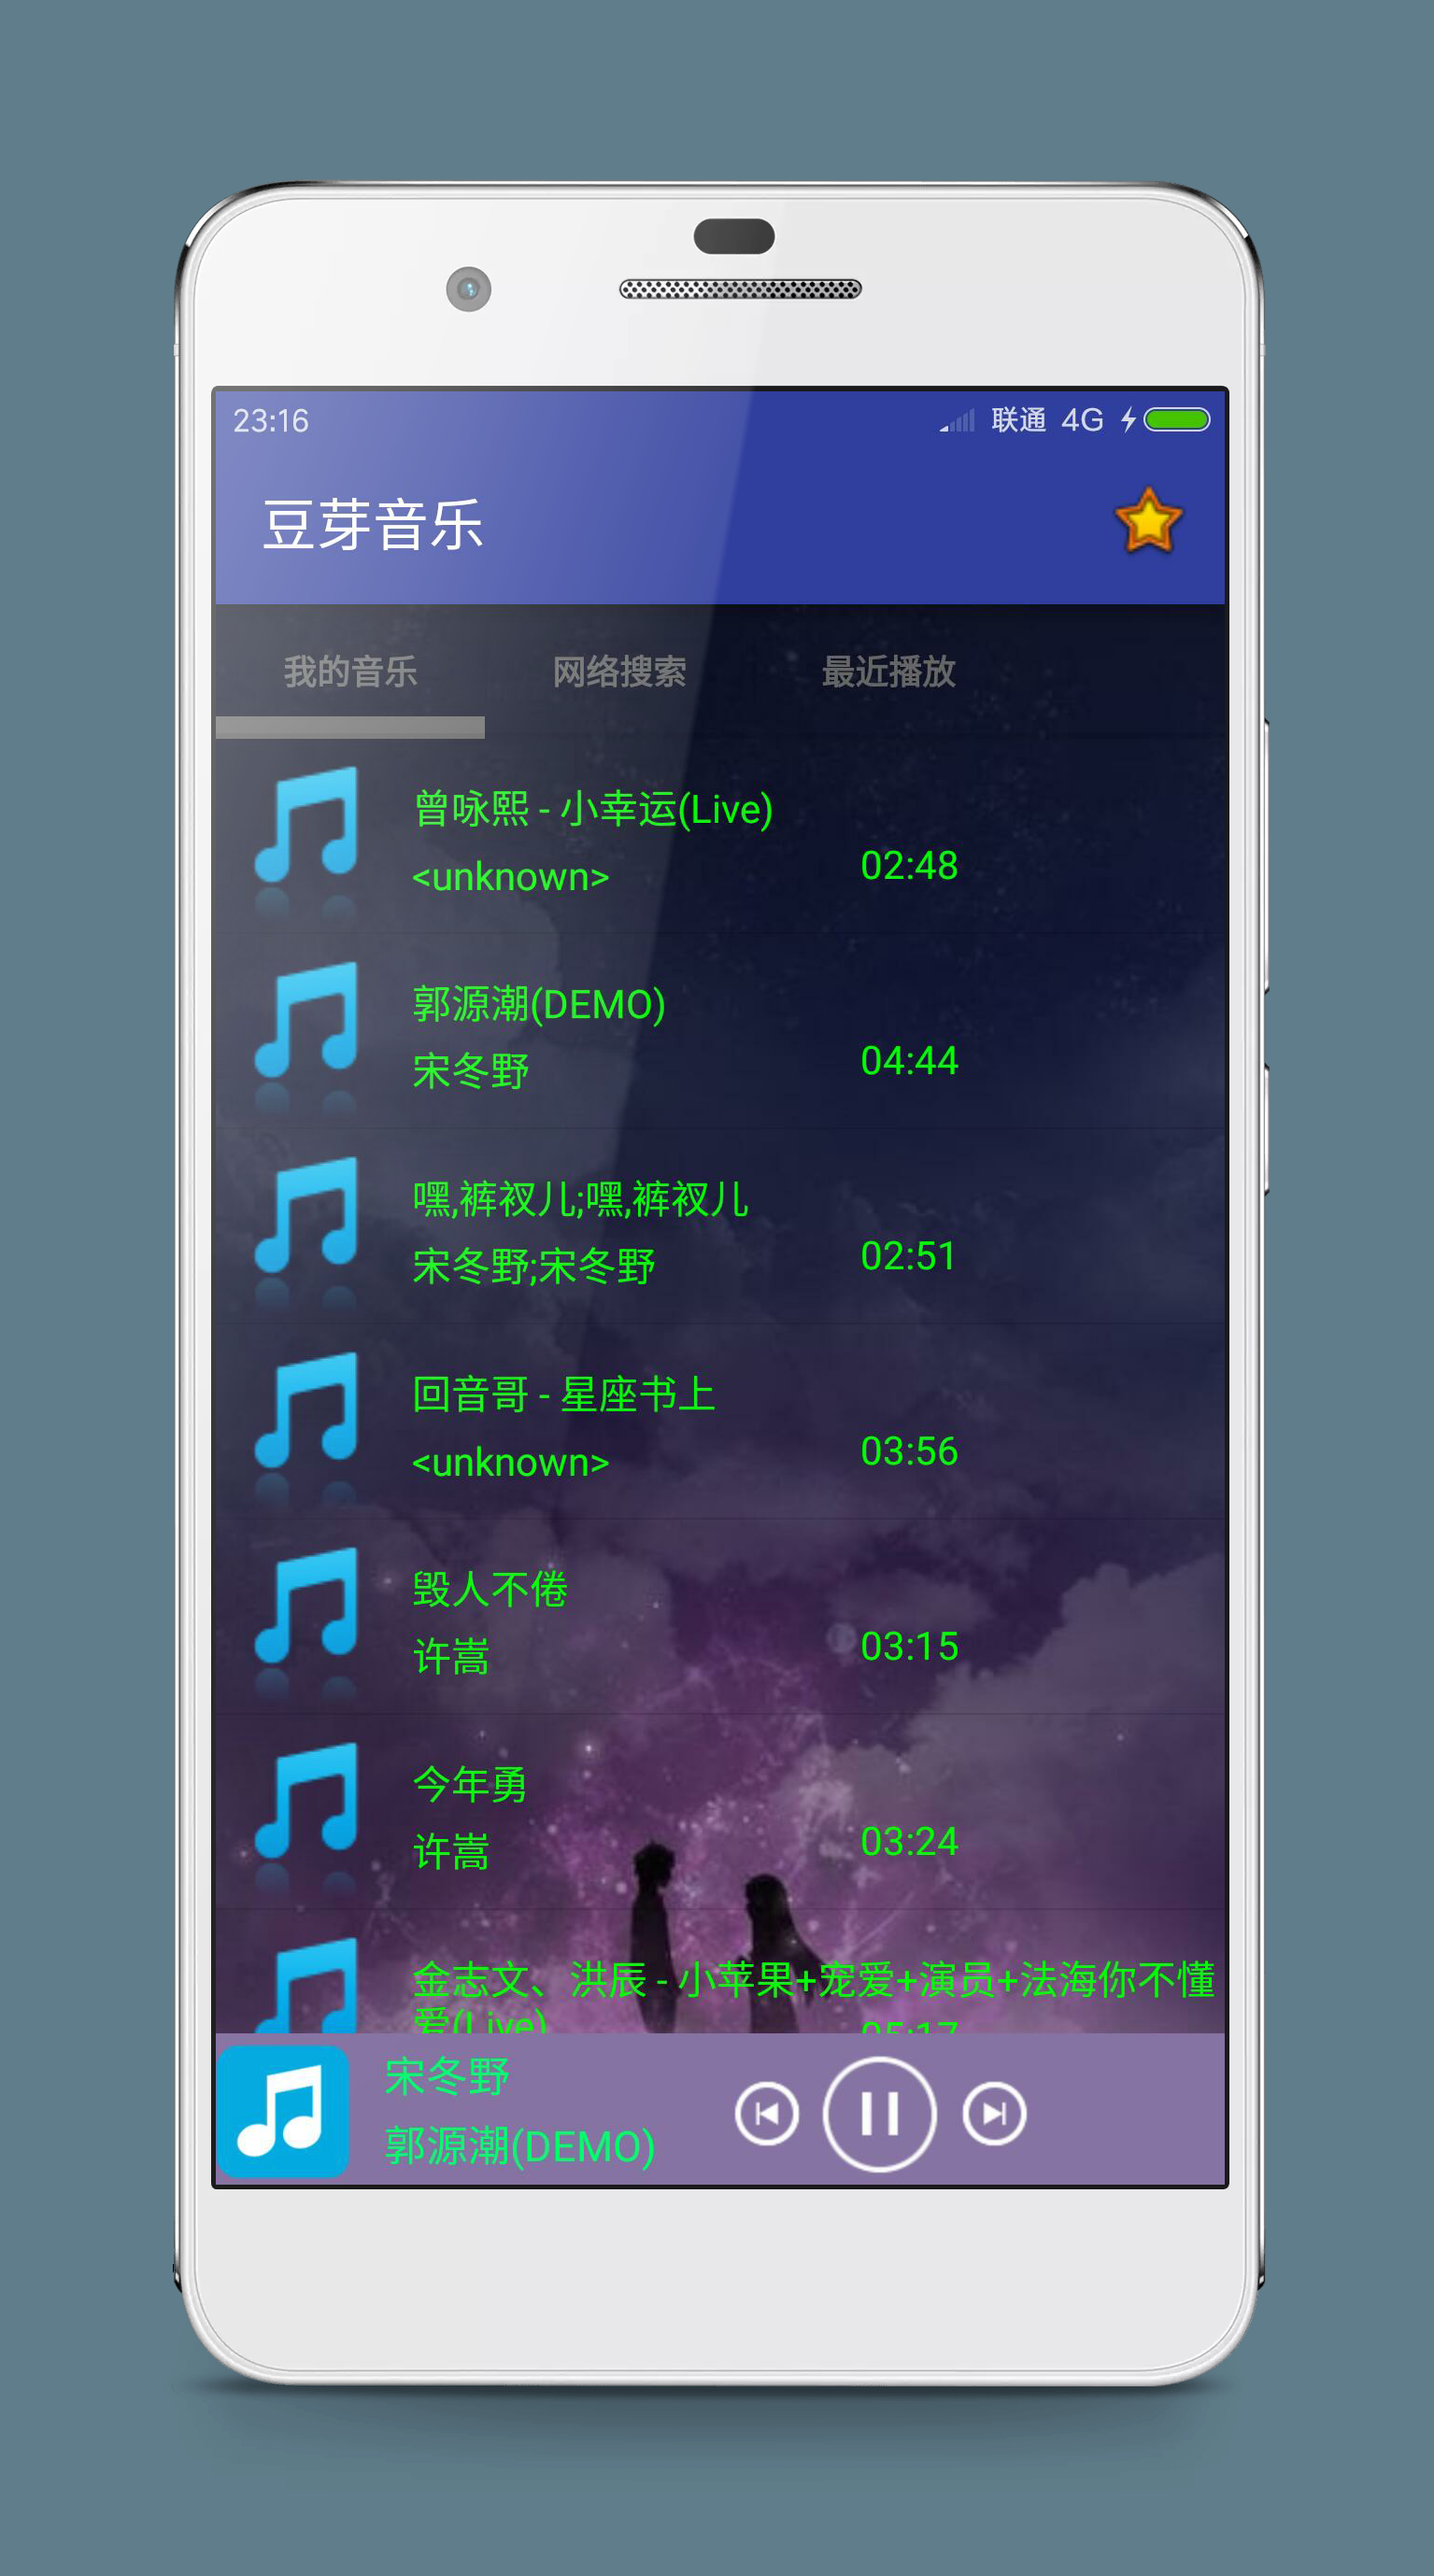 23:16 联通 4G
豆芽音乐
我的音乐 网络搜索 最近播放
曾咏熙 - 小幸运(Live)
<unknown> 02:48
郭源潮(DEMO)
宋冬野 04:44
嘿,裤衩儿;嘿,裤衩儿
宋冬野;宋冬野 02:51
回音哥 - 星座书上
<unknown> 03:56
毁人不倦
许嵩 03:15
今年勇
许嵩 03:24
金志文、洪辰 - 小苹果+宠爱+演员+法海你不懂
爱(Live) 05:17
宋冬野
郭源潮(DEMO)